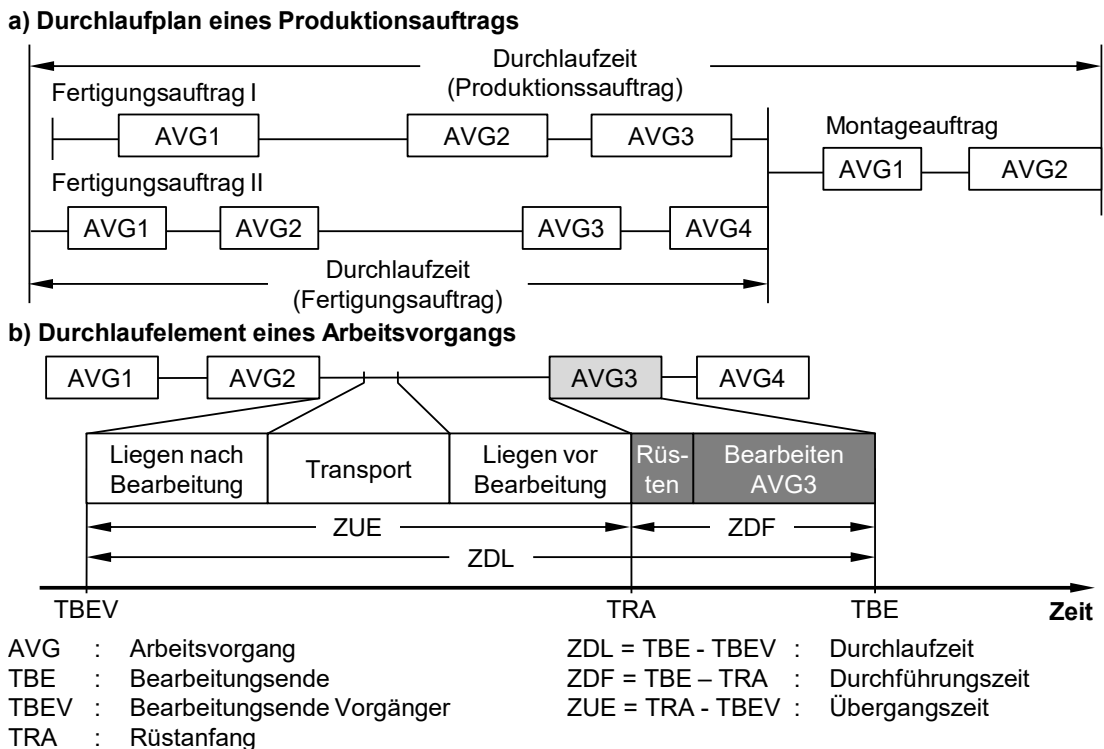 a) Durchlaufplan eines Produktionsauftrags
Durchlaufzeit
(Produktionssauftrag)
Fertigungsauftrag I
AVG1
AVG2
AVG3
Montageauftrag
AVG1
AVG2
Fertigungsauftrag II
AVG1
AVG2
AVG3
AVG4
Durchlaufzeit
(Fertigungsauftrag)
b) Durchlaufelement eines Arbeitsvorgangs
AVG1
AVG2
AVG3
AVG4
Liegen nach
Bearbeitung
Transport
Liegen vor
Bearbeitung
Rüs-
ten
Bearbeiten
AVG3
ZUE
ZDF
ZDL
TBEV
TRA
TBE
Zeit
AVG : Arbeitsvorgang
TBE : Bearbeitungsende
TBEV : Bearbeitungsende Vorgänger
TRA : Rüstanfang
ZDL = TBE - TBEV : Durchlaufzeit
ZDF = TBE – TRA : Durchführungszeit
ZUE = TRA - TBEV : Übergangszeit